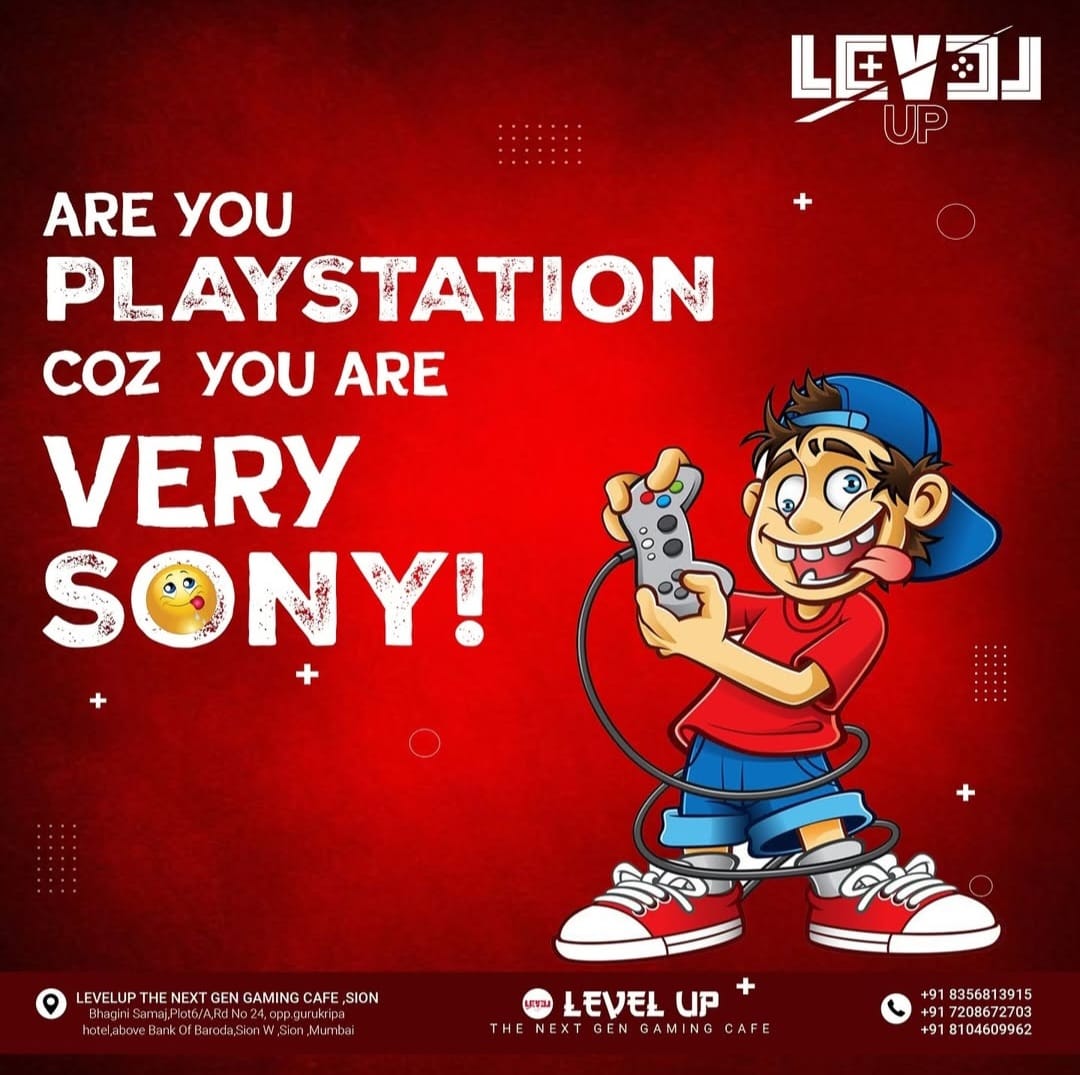 LEVEL
UP
ARE YOU
PLAYSTATION
COZ YOU ARE
VERY
SONY!
LEVELUP THE NEXT GEN GAMING CAFE ,SION
Bhagini Samaj,Plot6/A,Rd No 24, opp.gurukripa
hotel,above Bank Of Baroda,Sion W ,Sion ,Mumbai
LEVEL
LEVEL UP
THE NEXT GEN GAMING CAFE
+91 8356813915
+91 7208672703
+91 8104609962